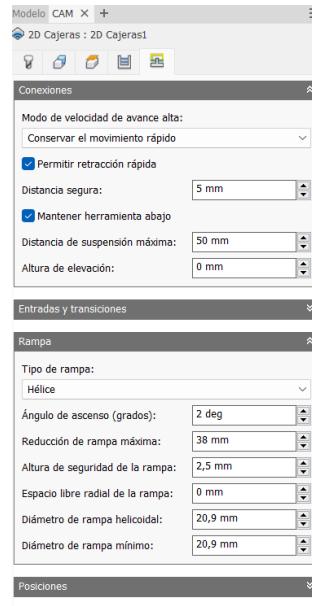 Modelo CAM × +
2D Cajeras : 2D Cajeras1
Conexiones
Modo de velocidad de avance alta:
Conservar el movimiento rápido
Permitir retracción rápida
Distancia segura: 5 mm
Mantener herramienta abajo
Distancia de suspensión máxima: 50 mm
Altura de elevación: 0 mm
Entradas y transiciones
Rampa
Tipo de rampa:
Hélice
Ángulo de ascenso (grados): 2 deg
Reducción de rampa máxima: 38 mm
Altura de seguridad de la rampa: 2,5 mm
Espacio libre radial de la rampa: 0 mm
Diámetro de rampa helicoidal: 20,9 mm
Diámetro de rampa mínimo: 20,9 mm
Posiciones